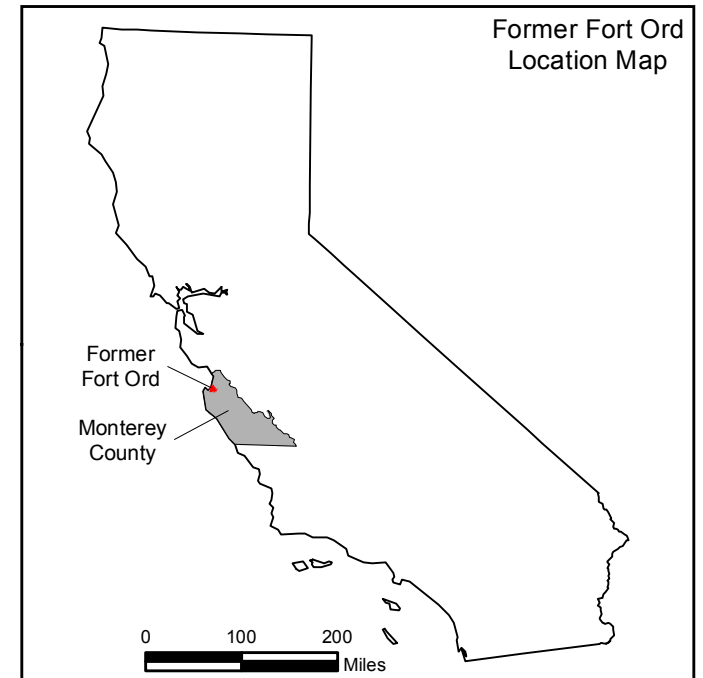 Former Fort Ord
Location Map
Former
Fort Ord
Monterey
County
0 100 200
Miles